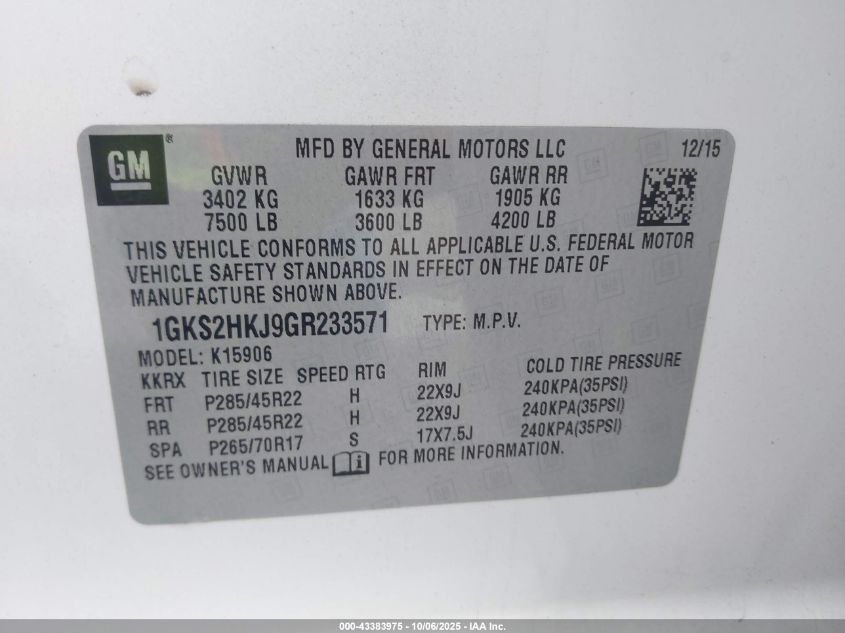 GM ®
MFD BY GENERAL MOTORS LLC 12/15
GVWR GAWR FRT GAWR RR
3402 KG 1633 KG 1905 KG
7500 LB 3600 LB 4200 LB
THIS VEHICLE CONFORMS TO ALL APPLICABLE U.S. FEDERAL MOTOR
VEHICLE SAFETY STANDARDS IN EFFECT ON THE DATE OF
MANUFACTURE SHOWN ABOVE.
1GKS2HKJ9GR233571 TYPE: M.P.V.
MODEL: K15906
KKRX TIRE SIZE SPEED RTG RIM COLD TIRE PRESSURE
FRT P285/45R22 H 22X9J 240KPA(35PSI)
RR P285/45R22 H 22X9J 240KPA(35PSI)
SPA P265/70R17 S 17X7.5J 240KPA(35PSI)
SEE OWNER'S MANUAL i FOR MORE INFORMATION.
000-43383975 - 10/06/2025 - IAA Inc.